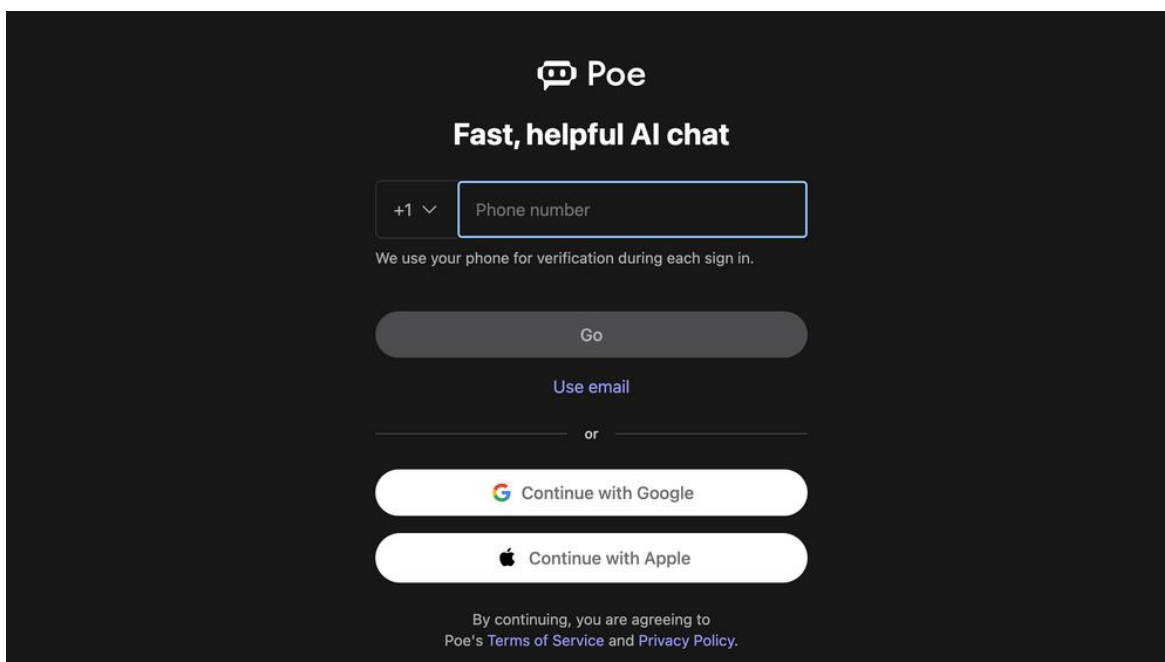 Poe
Fast, helpful AI chat
+1 Phone number
We use your phone for verification during each sign in.
Go
Use email
or
Continue with Google
Continue with Apple
By continuing, you are agreeing to
Poe's Terms of Service and Privacy Policy.